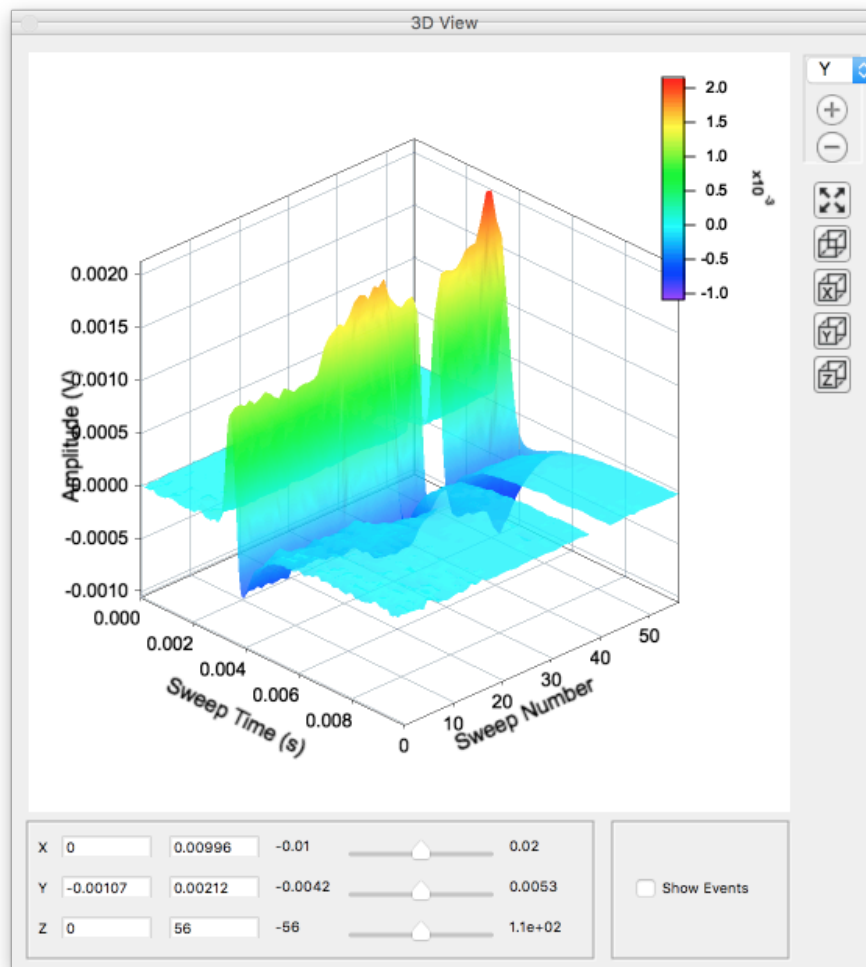 3D View
Y
2.0
1.5
1.0
0.5
0.0
-0.5
-1.0
x10⁻³
X
Y
Z
0.0020
0.0015
0.0010
0.0005
0.0000
-0.0005
-0.0010
Amplitude (V)
0.000
0.002
0.004
0.006
0.008
Sweep Time (s)
0
10
20
30
40
50
Sweep Number
X 0 0.00996 -0.01 0.02
Y -0.00107 0.00212 -0.0042 0.0053
Z 0 56 -56 1.1e+02
Show Events